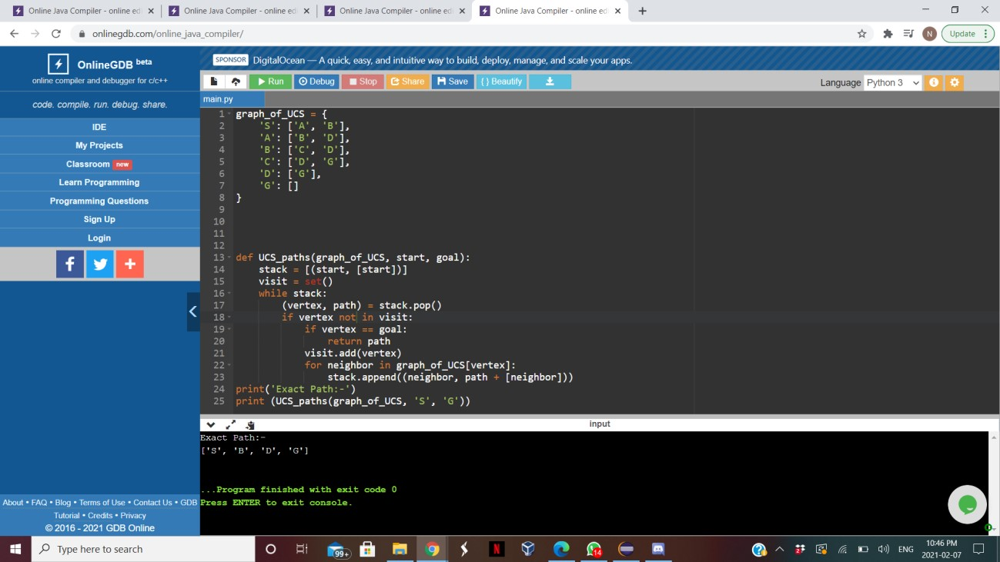 Online Java Compiler - online ed
Online Java Compiler - online ed
Online Java Compiler - online ed
Online Java Compiler - online ed
onlinegdb.com/online_java_compiler/
N
Update
OnlineGDB beta
online compiler and debugger for c/c++
code. compile. run. debug. share.
IDE
My Projects
Classroom new
Learn Programming
Programming Questions
Sign Up
Login
About • FAQ • Blog • Terms of Use • Contact Us • GDB
Tutorial • Credits • Privacy
© 2016 - 2021 GDB Online
SPONSOR DigitalOcean — A quick, easy, and intuitive way to build, deploy, manage, and scale your apps.
Run Debug Stop Share Save { } Beautify Language Python 3
main.py
1 graph_of_UCS = {
2 'S': ['A', 'B'],
3 'A': ['B', 'D'],
4 'B': ['C', 'D'],
5 'C': ['D', 'G'],
6 'D': ['G'],
7 'G': []
8 }
9
10
11
12
13 def UCS_paths(graph_of_UCS, start, goal):
14 stack = [(start, [start])]
15 visit = set()
16 while stack:
17 (vertex, path) = stack.pop()
18 if vertex not in visit:
19 if vertex == goal:
20 return path
21 visit.add(vertex)
22 for neighbor in graph_of_UCS[vertex]:
23 stack.append((neighbor, path + [neighbor]))
24 print('Exact Path:-')
25 print (UCS_paths(graph_of_UCS, 'S', 'G'))
input
Exact Path:-
['S', 'B', 'D', 'G']
...Program finished with exit code 0
Press ENTER to exit console.
Type here to search
99+
N
14
2
ENG
10:46 PM
2021-02-07